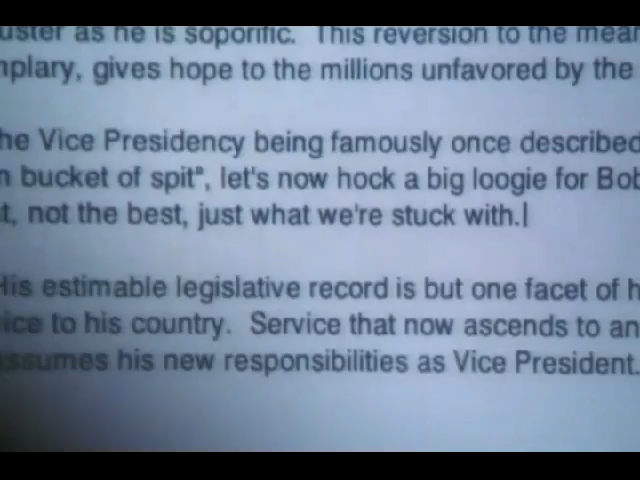 uster as he is soporific. This reversion to the mean
nplary, gives hope to the millions unfavored by the
he Vice Presidency being famously once described
n bucket of spit", let's now hock a big loogie for Bob
t, not the best, just what we're stuck with.
His estimable legislative record is but one facet of h
ice to his country. Service that now ascends to an
assumes his new responsibilities as Vice President.